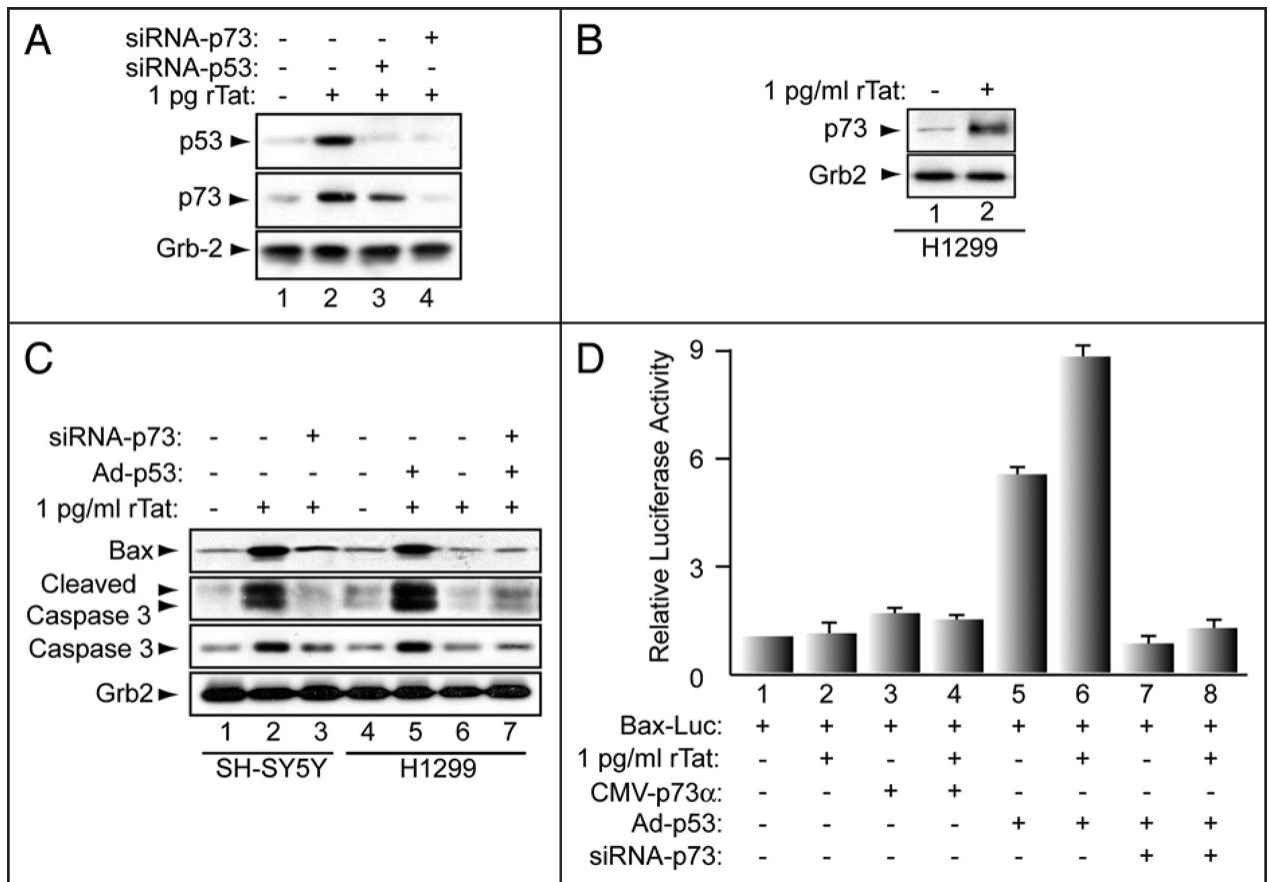 A
siRNA-p73: - - - +
siRNA-p53: - - + -
1 pg rTat: - + + +
p53
p73
Grb-2
1 2 3 4
B
1 pg/ml rTat: - +
p73
Grb2
1 2
H1299
C
siRNA-p73: - - + - - - +
Ad-p53: - - - - + - +
1 pg/ml rTat: - + + - + + +
Bax
Cleaved
Caspase 3
Caspase 3
Grb2
1 2 3 4 5 6 7
SH-SY5Y H1299
D
Relative Luciferase Activity
9
6
3
0
1 2 3 4 5 6 7 8
Bax-Luc: + + + + + + + +
1 pg/ml rTat: - + - + - + - +
CMV-p73α: - - + + - - - -
Ad-p53: - - - - + + + +
siRNA-p73: - - - - - - + +